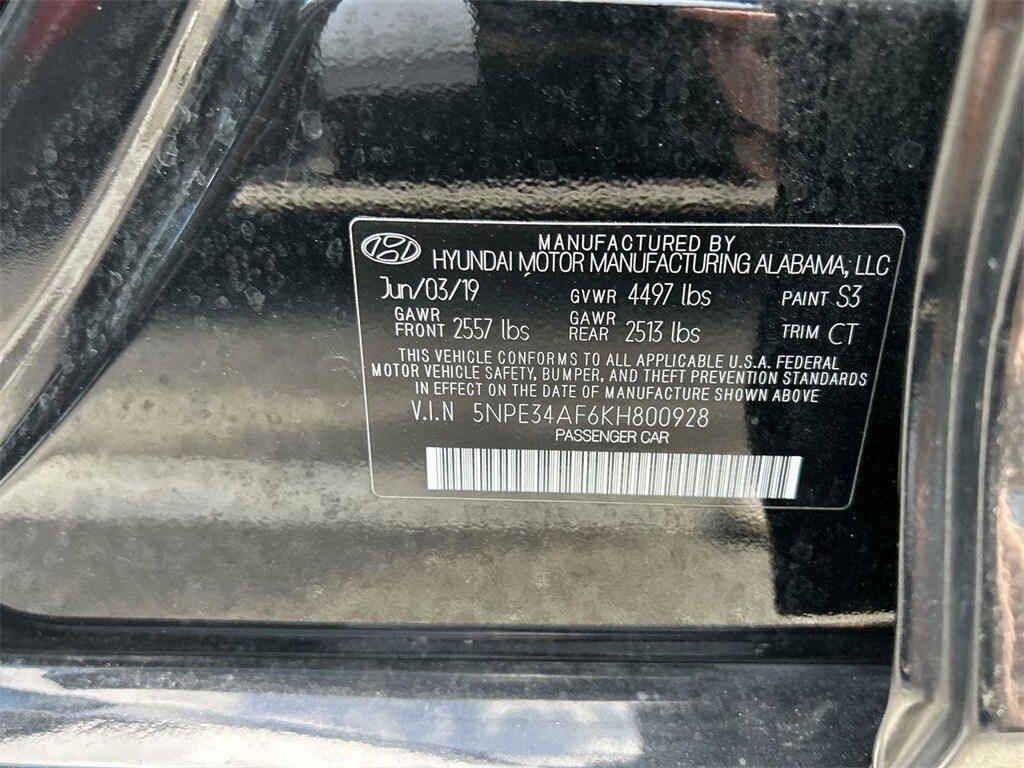 MANUFACTURED BY
HYUNDAI MOTOR MANUFACTURING ALABAMA, LLC
Jun/03/19 GVWR 4497 lbs PAINT S3
GAWR FRONT 2557 lbs GAWR REAR 2513 lbs TRIM CT
THIS VEHICLE CONFORMS TO ALL APPLICABLE U.S.A. FEDERAL
MOTOR VEHICLE SAFETY, BUMPER, AND THEFT PREVENTION STANDARDS
IN EFFECT ON THE DATE OF MANUFACTURE SHOWN ABOVE
V.I.N 5NPE34AF6KH800928
PASSENGER CAR